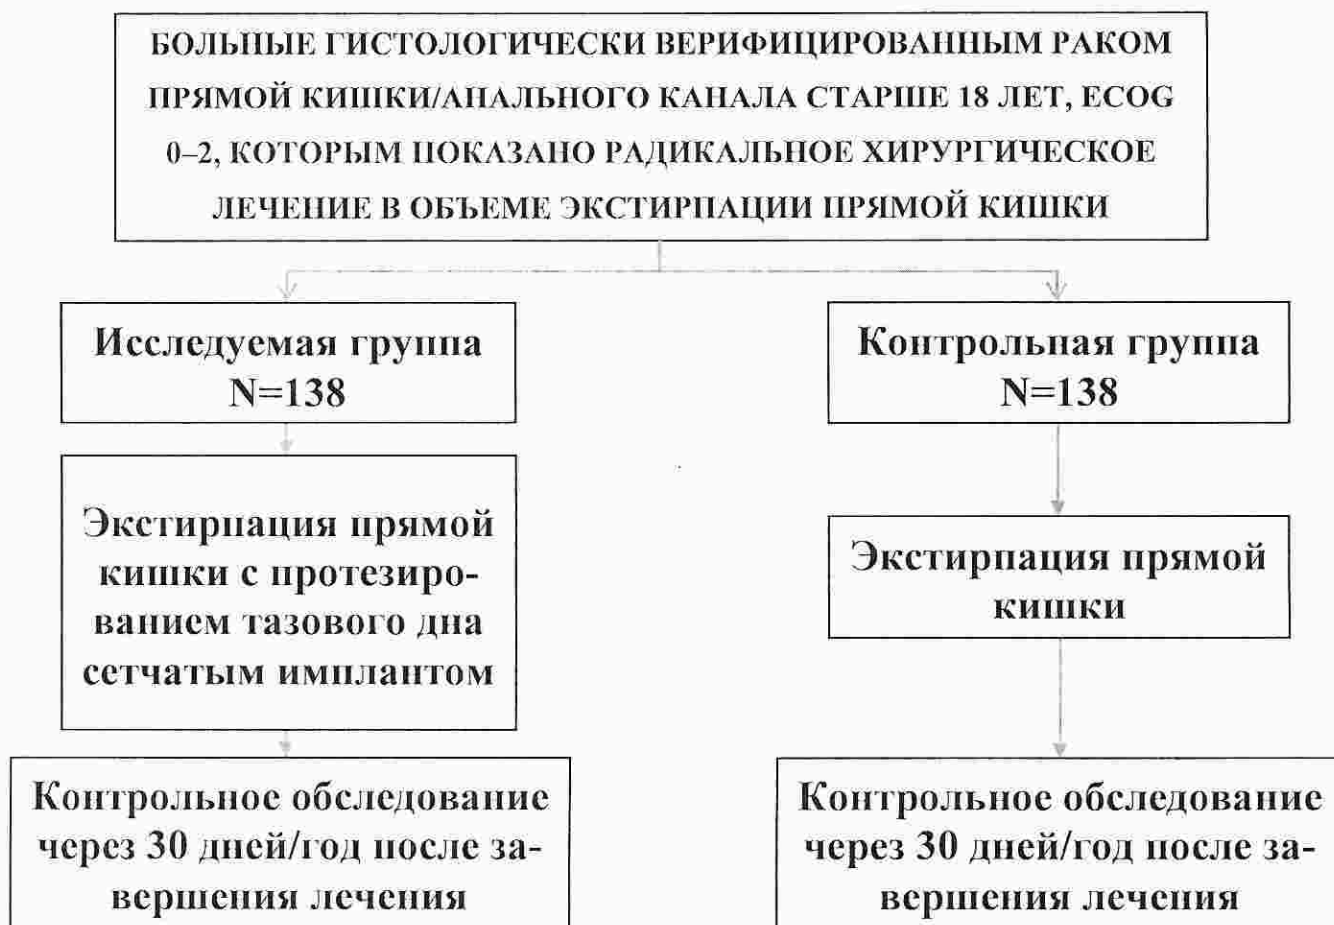 БОЛЬНЫЕ ГИСТОЛОГИЧЕСКИ ВЕРИФИЦИРОВАННЫМ РАКОМ
ПРЯМОЙ КИШКИ/АНАЛЬНОГО КАНАЛА СТАРШЕ 18 ЛЕТ, ECOG
0–2, КОТОРЫМ ПОКАЗАНО РАДИКАЛЬНОЕ ХИРУРГИЧЕСКОЕ
ЛЕЧЕНИЕ В ОБЪЕМЕ ЭКСТИРПАЦИИ ПРЯМОЙ КИШКИ
Исследуемая группа
N=138
Экстирпация прямой
кишки с протезиро-
ванием тазового дна
сетчатым имплантом
Контрольное обследование
через 30 дней/год после за-
вершения лечения
Контрольная группа
N=138
Экстирпация прямой
кишки
Контрольное обследование
через 30 дней/год после за-
вершения лечения